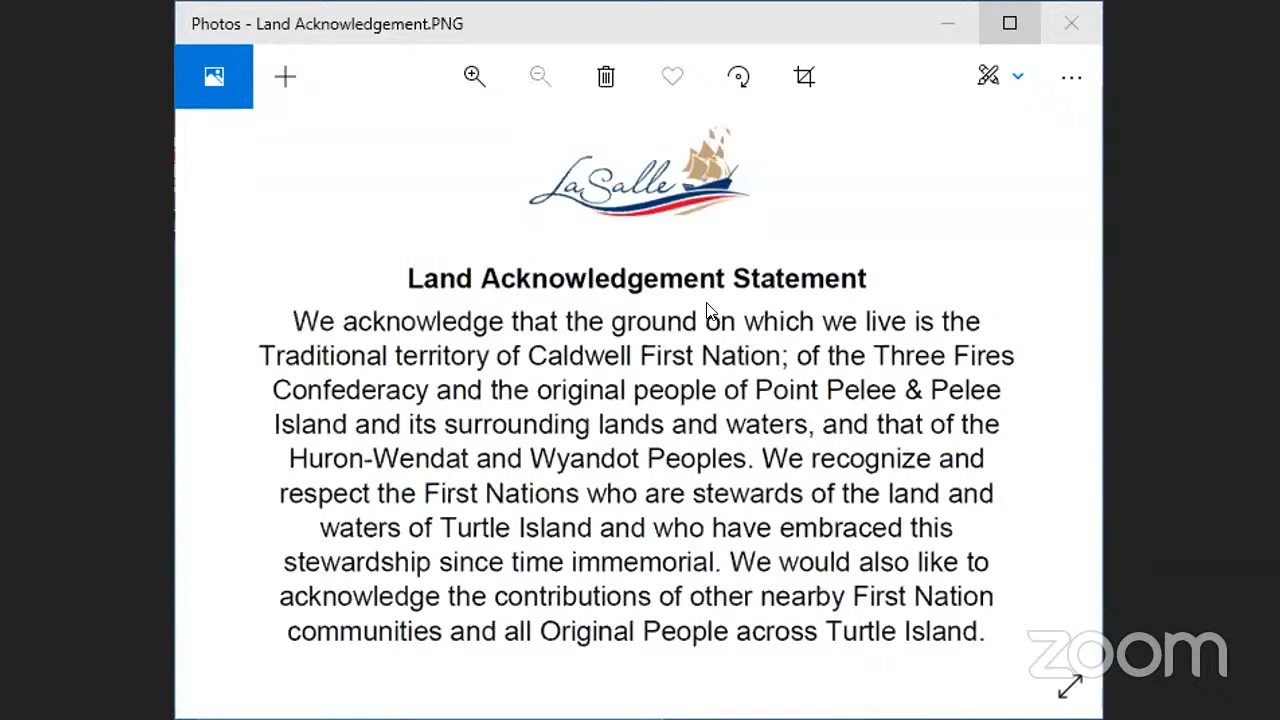 Photos - Land Acknowledgement.PNG
LaSalle
Land Acknowledgement Statement
We acknowledge that the ground on which we live is the
Traditional territory of Caldwell First Nation; of the Three Fires
Confederacy and the original people of Point Pelee & Pelee
Island and its surrounding lands and waters, and that of the
Huron-Wendat and Wyandot Peoples. We recognize and
respect the First Nations who are stewards of the land and
waters of Turtle Island and who have embraced this
stewardship since time immemorial. We would also like to
acknowledge the contributions of other nearby First Nation
communities and all Original People across Turtle Island.
zoom